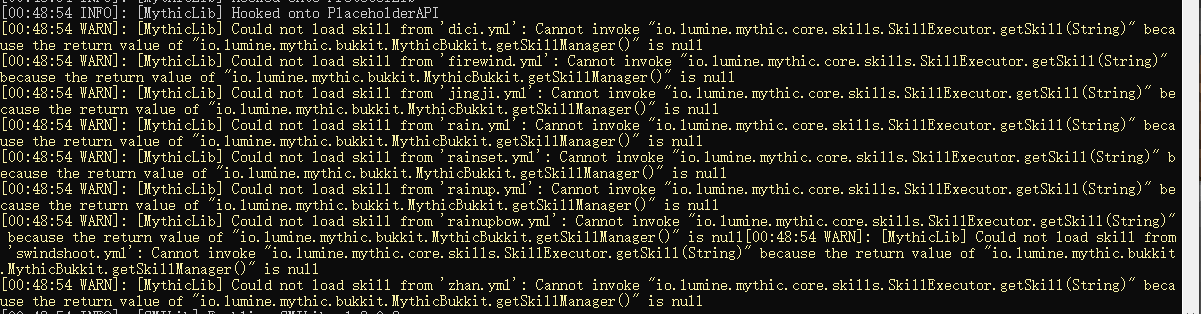 [00:48:54 INFO]: [MythicLib] Hooked onto PlaceholderAPI
[00:48:54 WARN]: [MythicLib] Could not load skill from 'dici.yml': Cannot invoke "io.lumine.mythic.core.skills.SkillExecutor.getSkill(String)" beca
use the return value of "io.lumine.mythic.bukkit.MythicBukkit.getSkillManager()" is null
[00:48:54 WARN]: [MythicLib] Could not load skill from 'firewind.yml': Cannot invoke "io.lumine.mythic.core.skills.SkillExecutor.getSkill(String)"
because the return value of "io.lumine.mythic.bukkit.MythicBukkit.getSkillManager()" is null
[00:48:54 WARN]: [MythicLib] Could not load skill from 'jingji.yml': Cannot invoke "io.lumine.mythic.core.skills.SkillExecutor.getSkill(String)" be
cause the return value of "io.lumine.mythic.bukkit.MythicBukkit.getSkillManager()" is null
[00:48:54 WARN]: [MythicLib] Could not load skill from 'rain.yml': Cannot invoke "io.lumine.mythic.core.skills.SkillExecutor.getSkill(String)" beca
use the return value of "io.lumine.mythic.bukkit.MythicBukkit.getSkillManager()" is null
[00:48:54 WARN]: [MythicLib] Could not load skill from 'rainset.yml': Cannot invoke "io.lumine.mythic.core.skills.SkillExecutor.getSkill(String)" b
ecause the return value of "io.lumine.mythic.bukkit.MythicBukkit.getSkillManager()" is null
[00:48:54 WARN]: [MythicLib] Could not load skill from 'rainup.yml': Cannot invoke "io.lumine.mythic.core.skills.SkillExecutor.getSkill(String)" be
cause the return value of "io.lumine.mythic.bukkit.MythicBukkit.getSkillManager()" is null
[00:48:54 WARN]: [MythicLib] Could not load skill from 'rainupbow.yml': Cannot invoke "io.lumine.mythic.core.skills.SkillExecutor.getSkill(String)"
because the return value of "io.lumine.mythic.bukkit.MythicBukkit.getSkillManager()" is null[00:48:54 WARN]: [MythicLib] Could not load skill from
'swindshoot.yml': Cannot invoke "io.lumine.mythic.core.skills.SkillExecutor.getSkill(String)" because the return value of "io.lumine.mythic.bukkit
.MythicBukkit.getSkillManager()" is null
[00:48:54 WARN]: [MythicLib] Could not load skill from 'zhan.yml': Cannot invoke "io.lumine.mythic.core.skills.SkillExecutor.getSkill(String)" beca
use the return value of "io.lumine.mythic.bukkit.MythicBukkit.getSkillManager()" is null